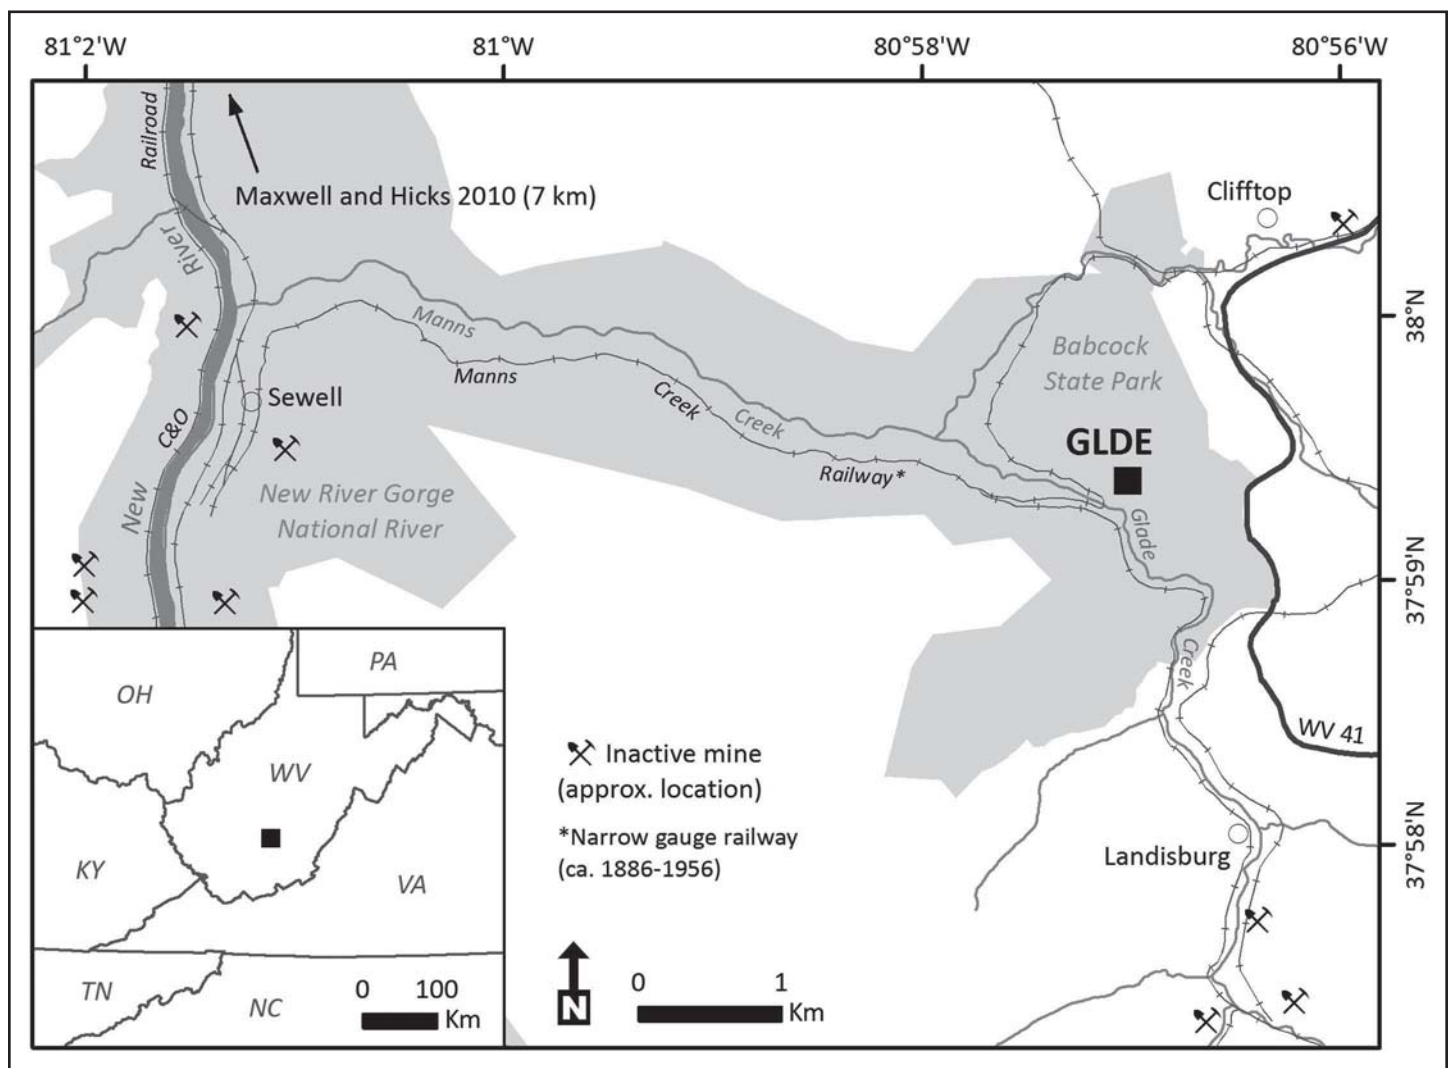 81°2'W
81°W
80°58'W
80°56'W
Railroad
Maxwell and Hicks 2010 (7 km)
Clifftop
River
Manns
38°N
Babcock
State Park
Manns
Sewell
Creek
Creek
C&O
GLDE
Railway*
New River Gorge
National River
New
Glade
37°59'N
Creek
PA
OH
WV 41
WV
Inactive mine
(approx. location)
*Narrow gauge railway
(ca. 1886-1956)
Landisburg
37°58'N
KY
VA
TN
NC
0 100
Km
N
0 1
Km